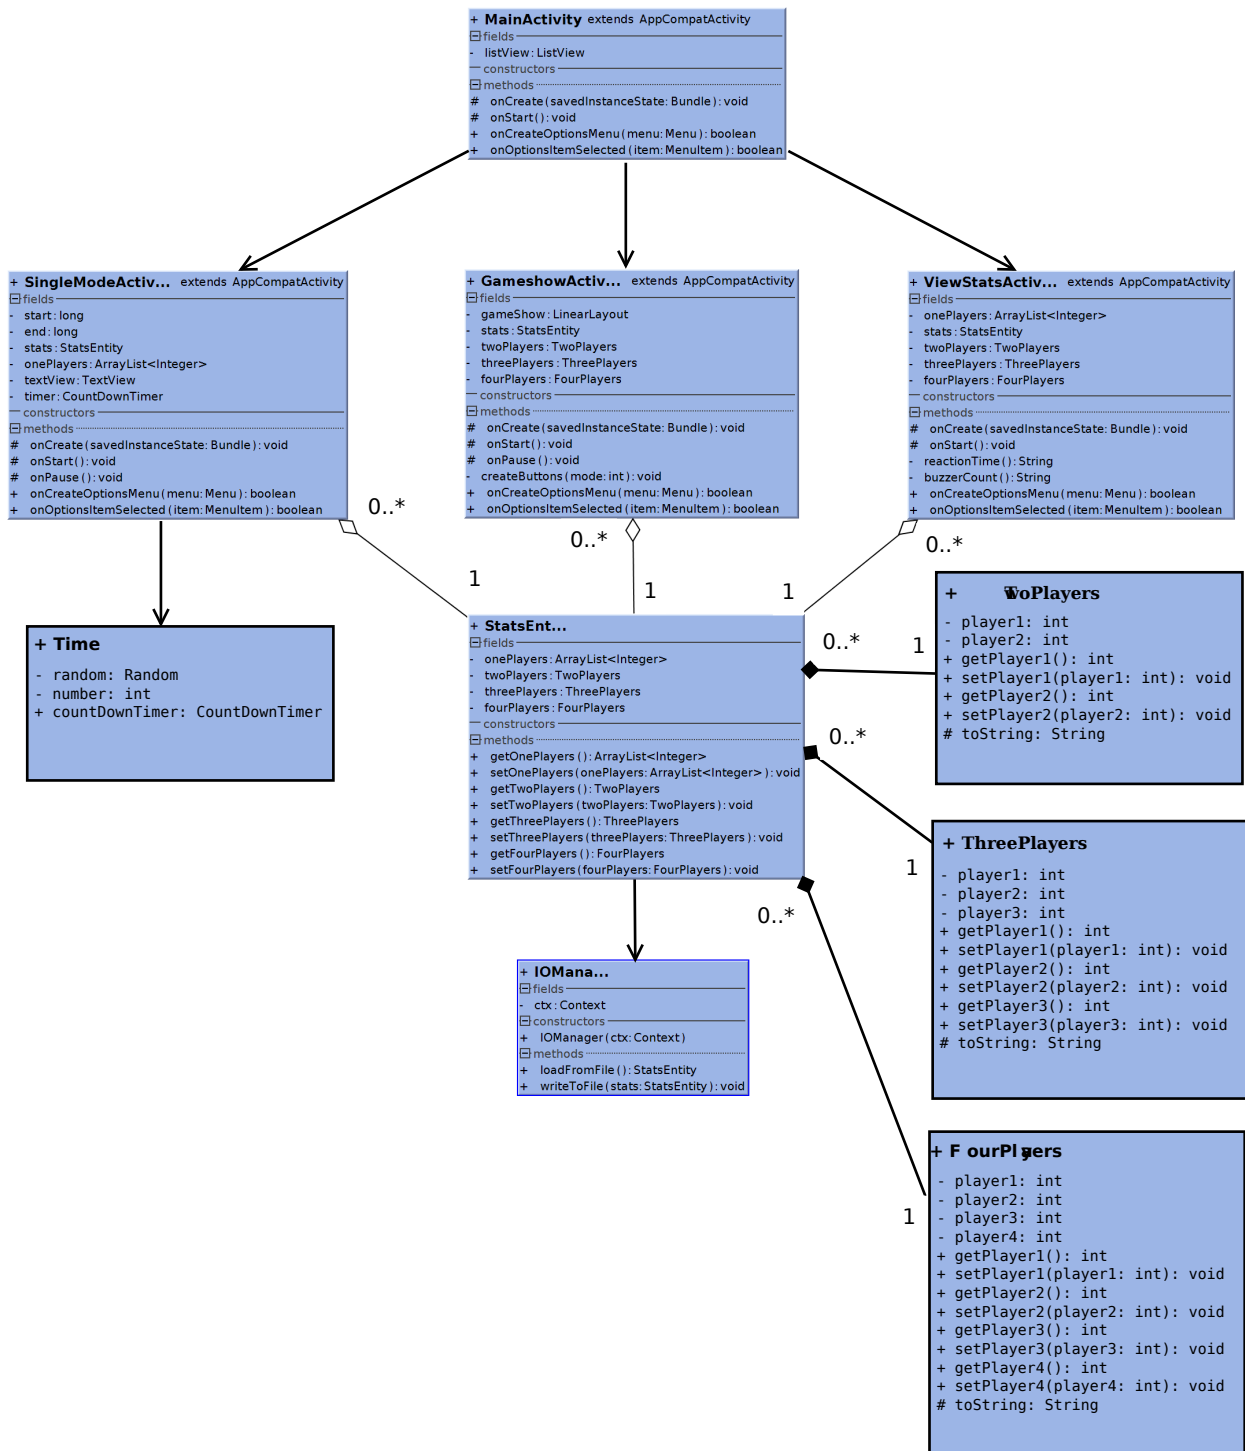 + MainActivity extends AppCompatActivity
fields
- listView: ListView
constructors
methods
# onCreate(savedInstanceState: Bundle): void
# onStart(): void
+ onCreateOptionsMenu(menu: Menu): boolean
+ onOptionsItemSelected(item: MenuItem): boolean
+ SingleModeActiv... extends AppCompatActivity
fields
- start: long
- end: long
- stats: StatsEntity
- onePlayers: ArrayList<Integer>
- textView: TextView
- timer: CountDownTimer
constructors
methods
# onCreate(savedInstanceState: Bundle): void
# onStart(): void
# onPause(): void
+ onCreateOptionsMenu(menu: Menu): boolean
+ onOptionsItemSelected(item: MenuItem): boolean
+ GameshowActiv... extends AppCompatActivity
fields
- gameShow: LinearLayout
- stats: StatsEntity
- twoPlayers: TwoPlayers
- threePlayers: ThreePlayers
- fourPlayers: FourPlayers
constructors
methods
# onCreate(savedInstanceState: Bundle): void
# onStart(): void
# onPause(): void
- createButtons(mode: int): void
+ onCreateOptionsMenu(menu: Menu): boolean
+ onOptionsItemSelected(item: MenuItem): boolean
+ ViewStatsActiv... extends AppCompatActivity
fields
- onePlayers: ArrayList<Integer>
- stats: StatsEntity
- twoPlayers: TwoPlayers
- threePlayers: ThreePlayers
- fourPlayers: FourPlayers
constructors
methods
# onCreate(savedInstanceState: Bundle): void
# onStart(): void
- reactionTime(): String
- buzzerCount(): String
+ onCreateOptionsMenu(menu: Menu): boolean
+ onOptionsItemSelected(item: MenuItem): boolean
0..*
1
0..*
1
0..*
1
+ Time
- random: Random
- number: int
+ countDownTimer: CountDownTimer
+ StatsEnt...
fields
- onePlayers: ArrayList<Integer>
- twoPlayers: TwoPlayers
- threePlayers: ThreePlayers
- fourPlayers: FourPlayers
constructors
methods
+ getOnePlayers(): ArrayList<Integer>
+ setOnePlayers(onePlayers: ArrayList<Integer>): void
+ getTwoPlayers(): TwoPlayers
+ setTwoPlayers(twoPlayers: TwoPlayers): void
+ getThreePlayers(): ThreePlayers
+ setThreePlayers(threePlayers: ThreePlayers): void
+ getFourPlayers(): FourPlayers
+ setFourPlayers(fourPlayers: FourPlayers): void
0..*
1
0..*
1
0..*
1
+ TwoPlayers
- player1: int
- player2: int
+ getPlayer1(): int
+ setPlayer1(player1: int): void
+ getPlayer2(): int
+ setPlayer2(player2: int): void
# toString: String
+ ThreePlayers
- player1: int
- player2: int
- player3: int
+ getPlayer1(): int
+ setPlayer1(player1: int): void
+ getPlayer2(): int
+ setPlayer2(player2: int): void
+ getPlayer3(): int
+ setPlayer3(player3: int): void
# toString: String
+ IOMana...
fields
- ctx: Context
constructors
+ IOManager(ctx: Context)
methods
+ loadFromFile(): StatsEntity
+ writeToFile(stats: StatsEntity): void
+ FourPlayers
- player1: int
- player2: int
- player3: int
- player4: int
+ getPlayer1(): int
+ setPlayer1(player1: int): void
+ getPlayer2(): int
+ setPlayer2(player2: int): void
+ getPlayer3(): int
+ setPlayer3(player3: int): void
+ getPlayer4(): int
+ setPlayer4(player4: int): void
# toString: String